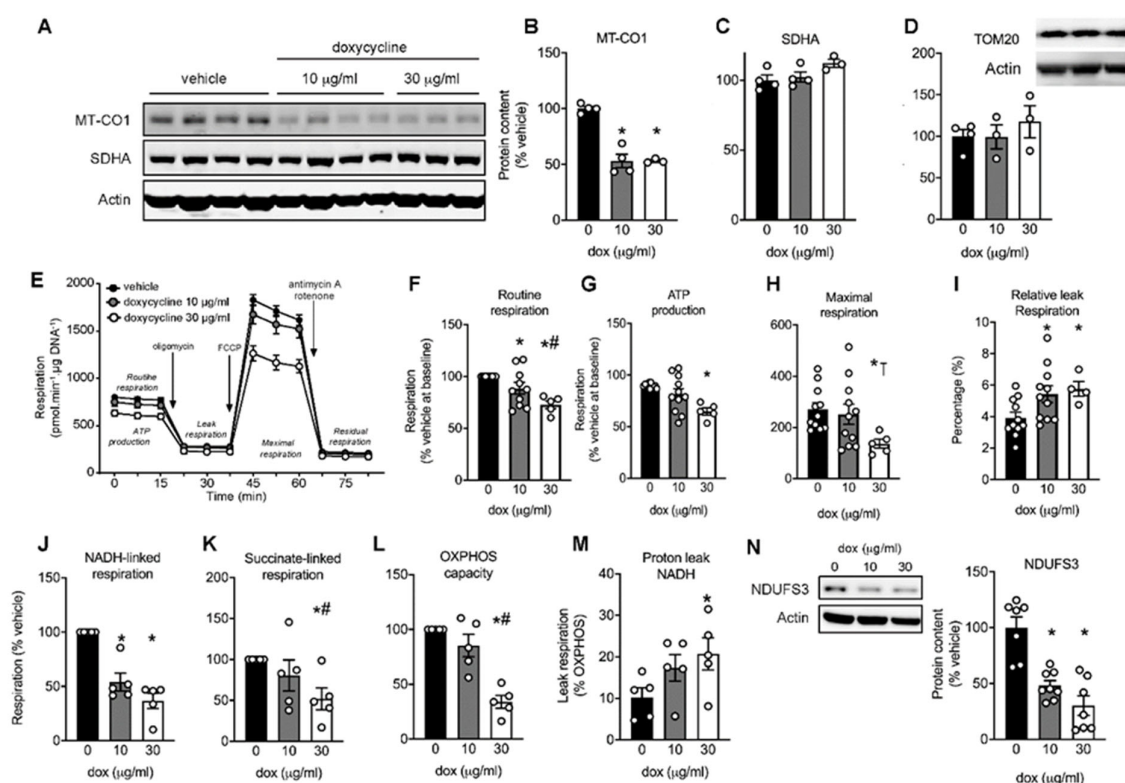 A
doxycycline
vehicle
10 µg/ml
30 µg/ml
MT-CO1
SDHA
Actin
B
MT-CO1
Protein content
(% vehicle)
150
100
50
0
*
*
0
10
30
dox (µg/ml)
C
SDHA
100
50
0
0
10
30
dox (µg/ml)
D
TOM20
Actin
200
150
100
50
0
0
10
30
dox (µg/ml)
E
Respiration
(pmol.min⁻¹.µg DNA⁻¹)
2000
1500
1000
500
0
vehicle
doxycycline 10 µg/ml
doxycycline 30 µg/ml
oligomycin
FCCP
antimycin A
rotenone
Routine
respiration
ATP
production
Leak
respiration
Maximal
respiration
Residual
respiration
0
15
30
45
60
75
Time (min)
F
Routine
respiration
Respiration
(% vehicle at baseline)
150
100
50
0
*
*#
0
10
30
dox (µg/ml)
G
ATP
production
Respiration
(% vehicle at baseline)
150
100
50
0
*
0
10
30
dox (µg/ml)
H
Maximal
respiration
600
400
200
0
*⊤
0
10
30
dox (µg/ml)
I
Relative leak
Respiration
Percentage (%)
10
8
6
4
2
0
*
*
0
10
30
dox (µg/ml)
J
NADH-linked
respiration
Respiration (% vehicle)
150
100
50
0
*
*
0
10
30
dox (µg/ml)
K
Succinate-linked
respiration
200
150
100
50
0
*#
0
10
30
dox (µg/ml)
L
OXPHOS
capacity
150
100
50
0
*#
0
10
30
dox (µg/ml)
M
Proton leak
NADH
Leak respiration
(% OXPHOS)
40
30
20
10
0
*
0
10
30
dox (µg/ml)
N
dox (µg/ml)
0
10
30
NDUFS3
Actin
NDUFS3
Protein content
(% vehicle)
150
100
50
0
*
*
0
10
30
dox (µg/ml)